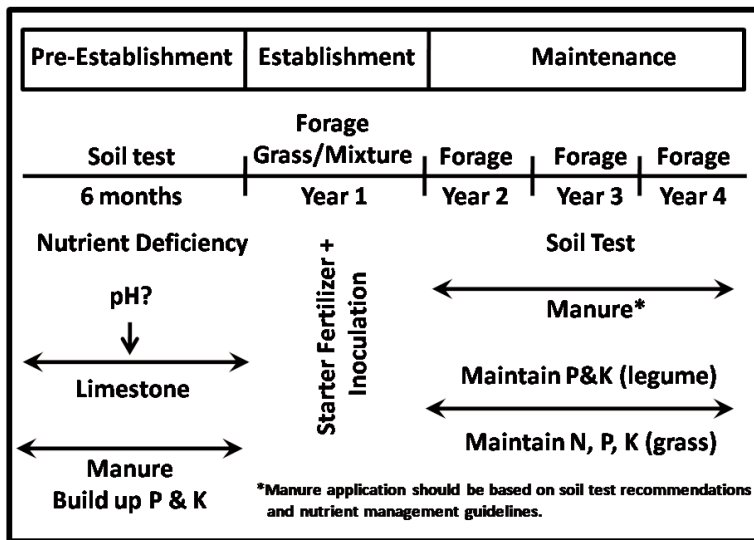 Pre-Establishment
Establishment
Maintenance
Soil test
Forage
Grass/Mixture
Forage
Forage
Forage
6 months
Year 1
Year 2
Year 3
Year 4
Nutrient Deficiency
pH?
Limestone
Manure
Build up P & K
Starter Fertilizer +
Inoculation
Soil Test
Manure*
Maintain P&K (legume)
Maintain N, P, K (grass)
*Manure application should be based on soil test recommendations
and nutrient management guidelines.